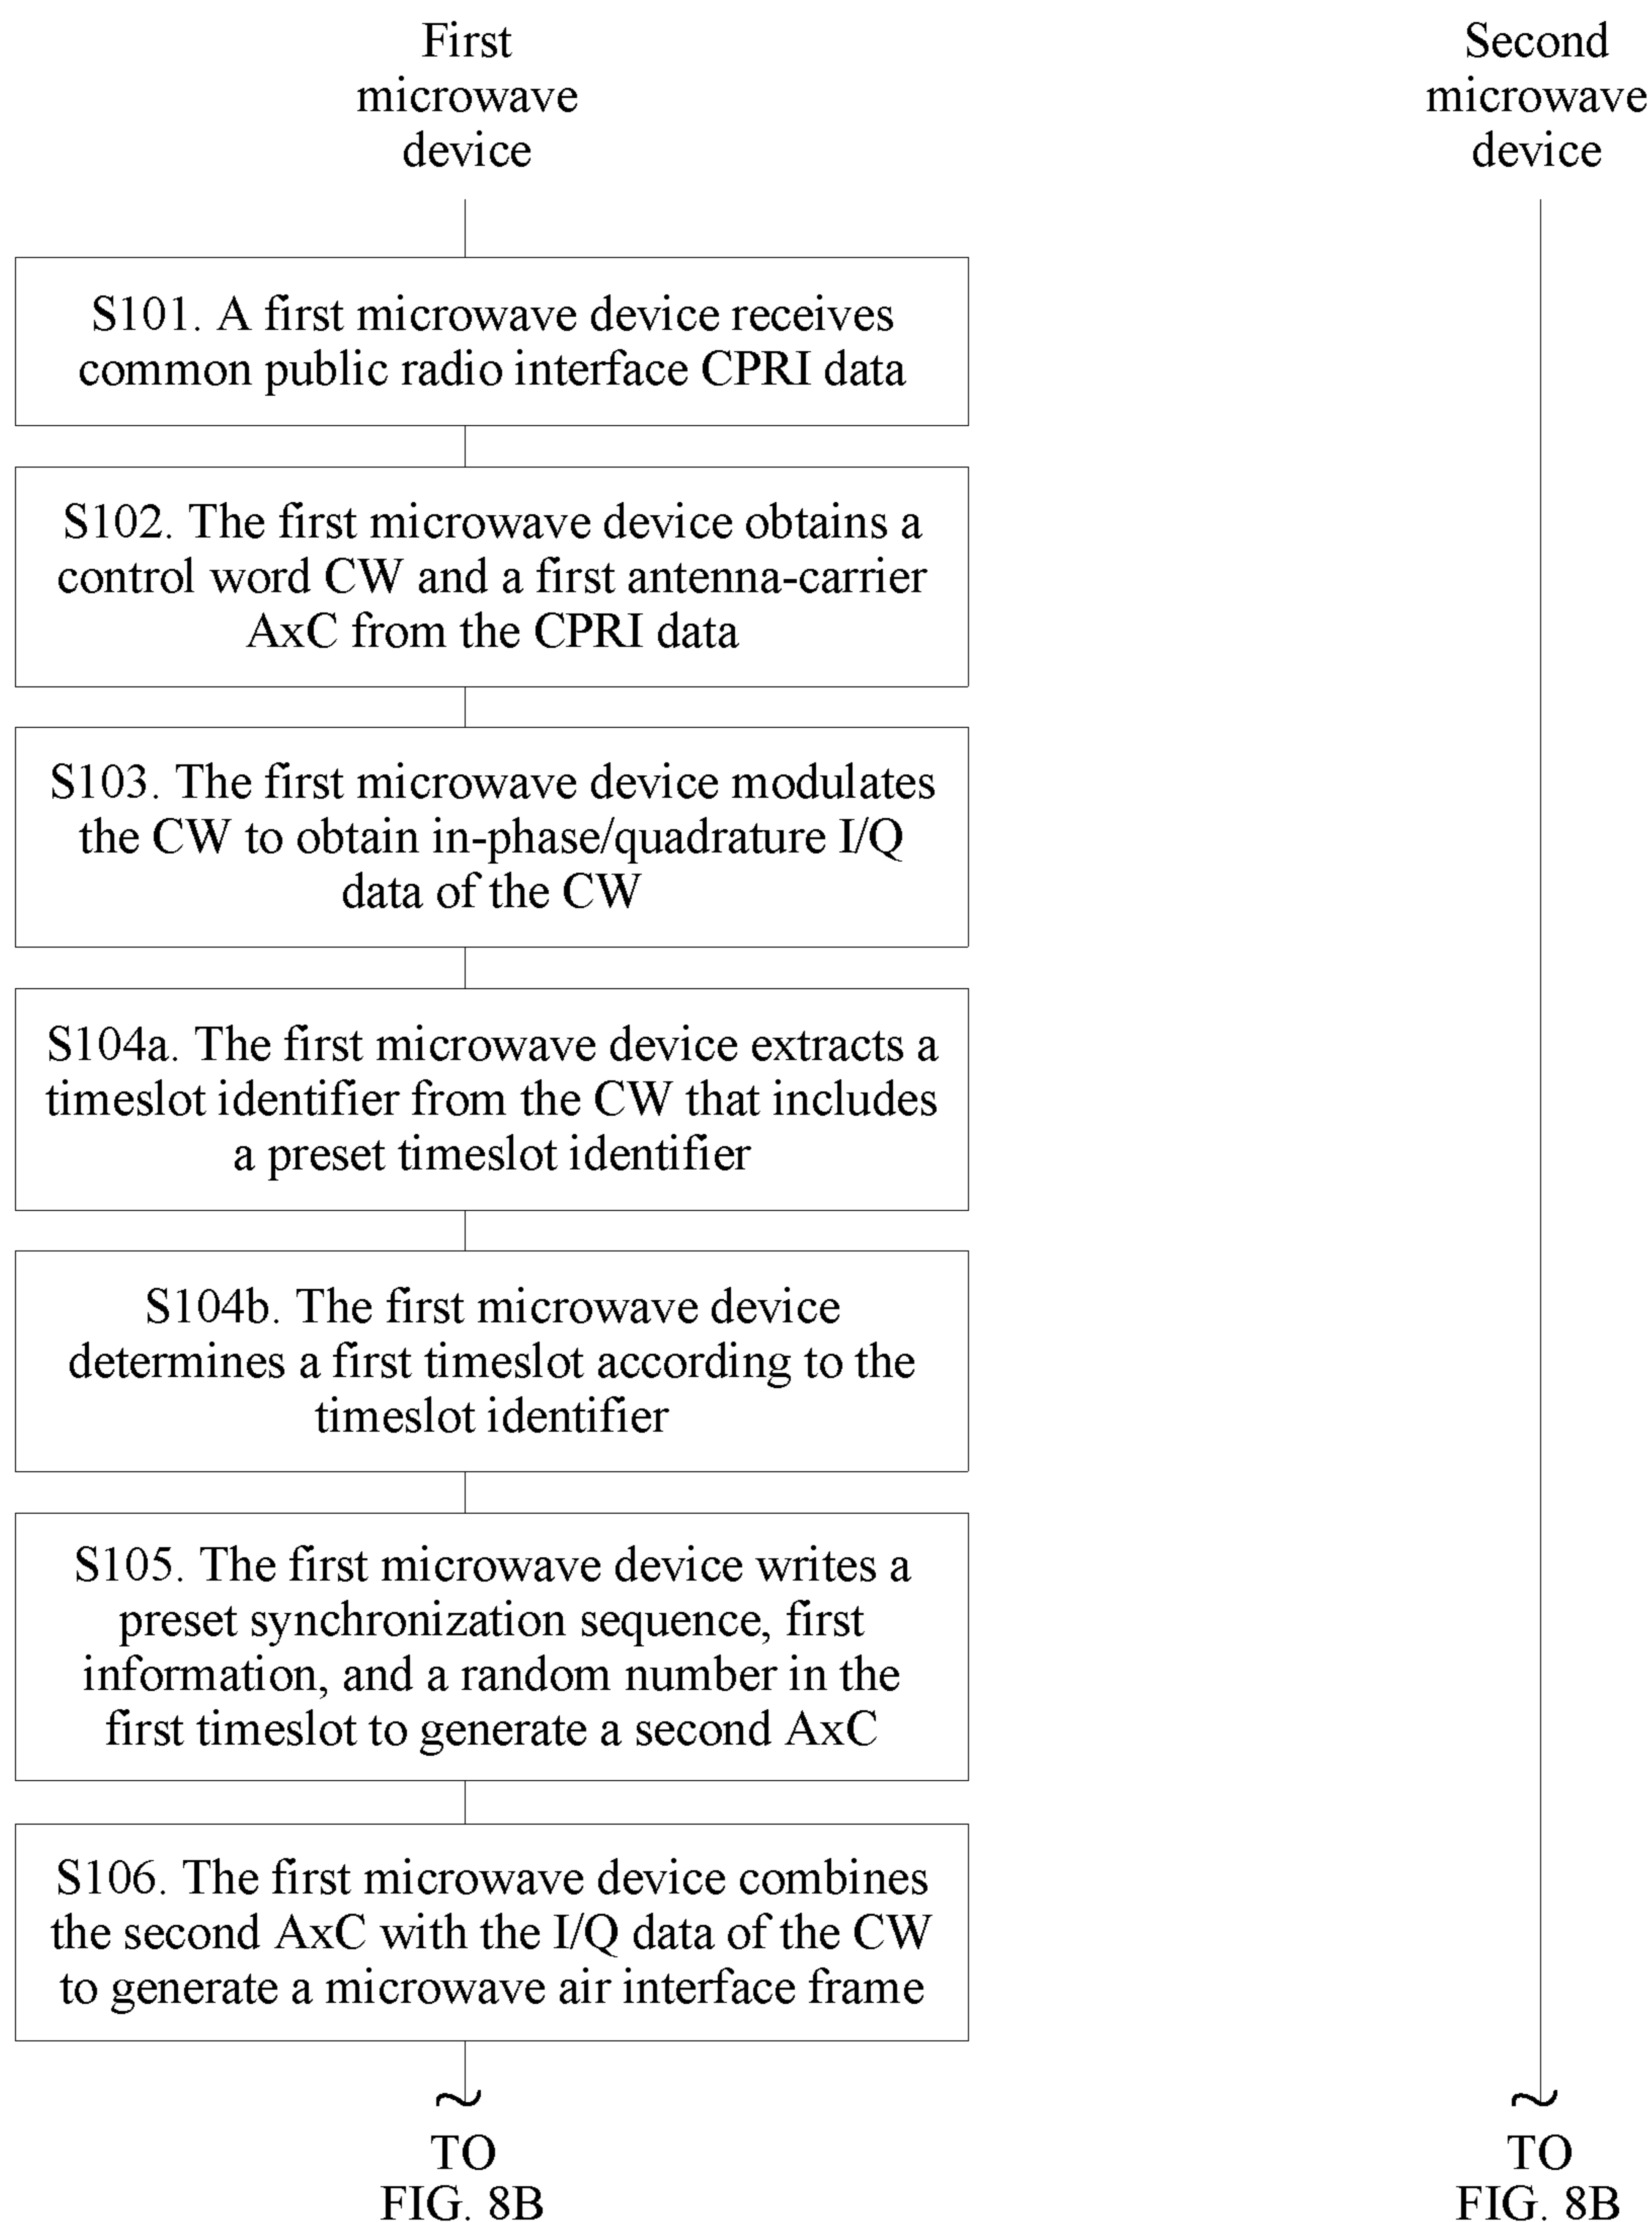 First
microwave
device
Second
microwave
device
S101. A first microwave device receives
common public radio interface CPRI data
S102. The first microwave device obtains a
control word CW and a first antenna-carrier
AxC from the CPRI data
S103. The first microwave device modulates
the CW to obtain in-phase/quadrature I/Q
data of the CW
S104a. The first microwave device extracts a
timeslot identifier from the CW that includes
a preset timeslot identifier
S104b. The first microwave device
determines a first timeslot according to the
timeslot identifier
S105. The first microwave device writes a
preset synchronization sequence, first
information, and a random number in the
first timeslot to generate a second AxC
S106. The first microwave device combines
the second AxC with the I/Q data of the CW
to generate a microwave air interface frame
TO
FIG. 8B
TO
FIG. 8B